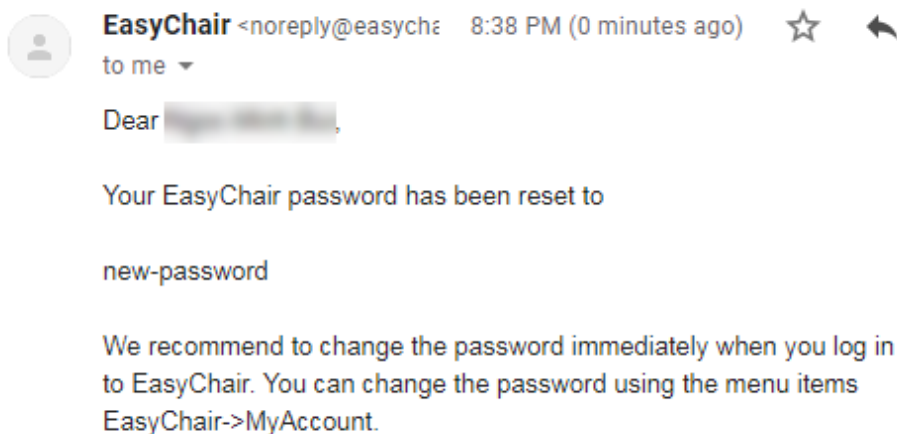 EasyChair <noreply@easycha 8:38 PM (0 minutes ago)
to me
Dear ,
Your EasyChair password has been reset to
new-password
We recommend to change the password immediately when you log in
to EasyChair. You can change the password using the menu items
EasyChair->MyAccount.